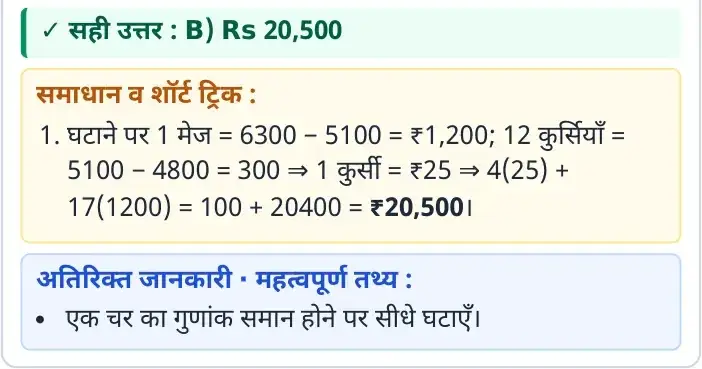 ✓ सही उत्तर : B) Rs 20,500
समाधान व शॉर्ट ट्रिक :
1. घटाने पर 1 मेज = 6300 − 5100 = ₹1,200; 12 कुर्सियाँ =
5100 − 4800 = 300 ⇒ 1 कुर्सी = ₹25 ⇒ 4(25) +
17(1200) = 100 + 20400 = ₹20,500।
अतिरिक्त जानकारी · महत्वपूर्ण तथ्य :
• एक चर का गुणांक समान होने पर सीधे घटाएँ।